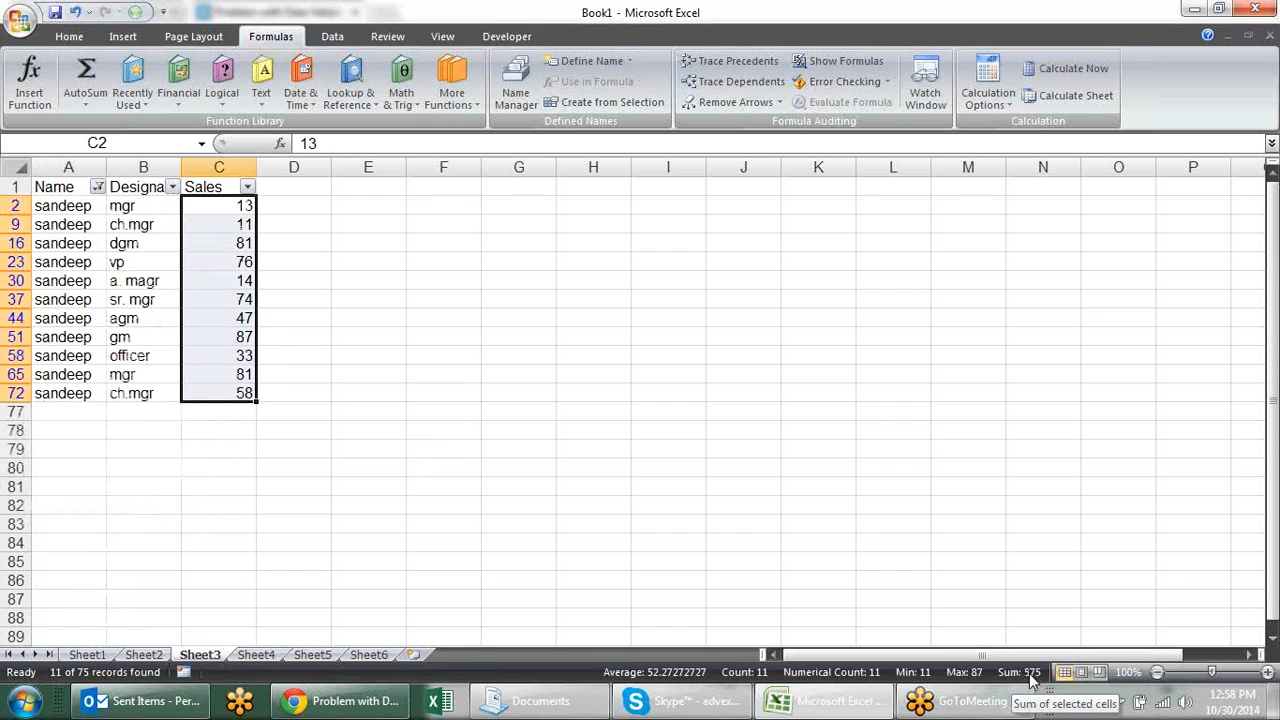 Book1 - Microsoft Excel
Home Insert Page Layout Formulas Data Review View Developer
Insert Function AutoSum Recently Used Financial Logical Text Date & Time Lookup & Reference Math & Trig More Functions
Name Manager Define Name Use in Formula Create from Selection
Trace Precedents Trace Dependents Remove Arrows Show Formulas Error Checking Evaluate Formula
Watch Window Calculation Options Calculate Now Calculate Sheet
Function Library Defined Names Formula Auditing Calculation
C2 fx 13
A B C D E F G H I J K L M N O P
1 Name Designa Sales
2 sandeep mgr 13
9 sandeep ch.mgr 11
16 sandeep dgm 81
23 sandeep vp 76
30 sandeep a. magr 14
37 sandeep sr. mgr 74
44 sandeep agm 47
51 sandeep gm 87
58 sandeep officer 33
65 sandeep mgr 81
72 sandeep ch.mgr 58
77
78
79
80
81
82
83
84
85
86
87
88
89
Sheet1 Sheet2 Sheet3 Sheet4 Sheet5 Sheet6
Ready 11 of 75 records found Average: 52.27272727 Count: 11 Numerical Count: 11 Min: 11 Max: 87 Sum: 575 100%
Sent Items - Pers... Problem with D... Documents Skype™ - advex... Microsoft Excel ... GoToMeeting 12:58 PM
Sum of selected cells
10/30/2014